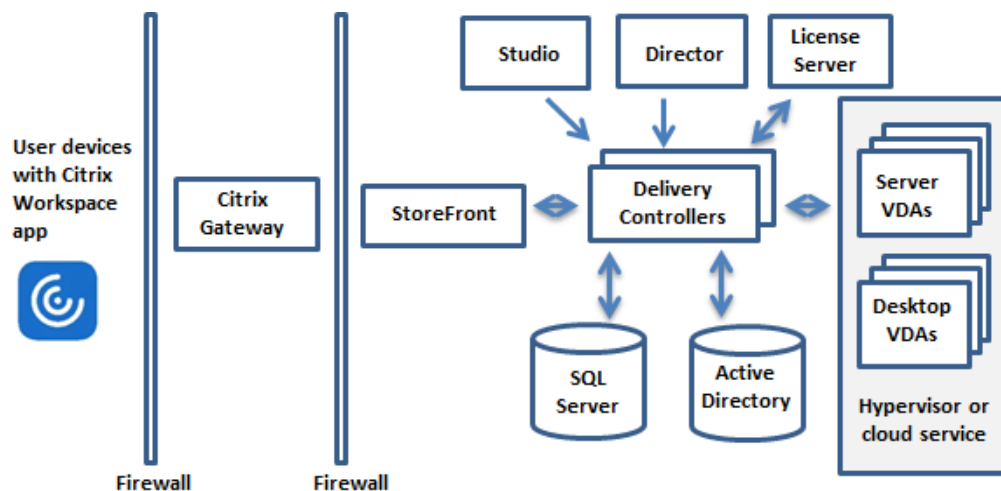 User devices
with Citrix
Workspace
app
Firewall
Citrix
Gateway
Firewall
StoreFront
Studio
Director
License
Server
Delivery
Controllers
SQL
Server
Active
Directory
Server
VDAs
Desktop
VDAs
Hypervisor or
cloud service